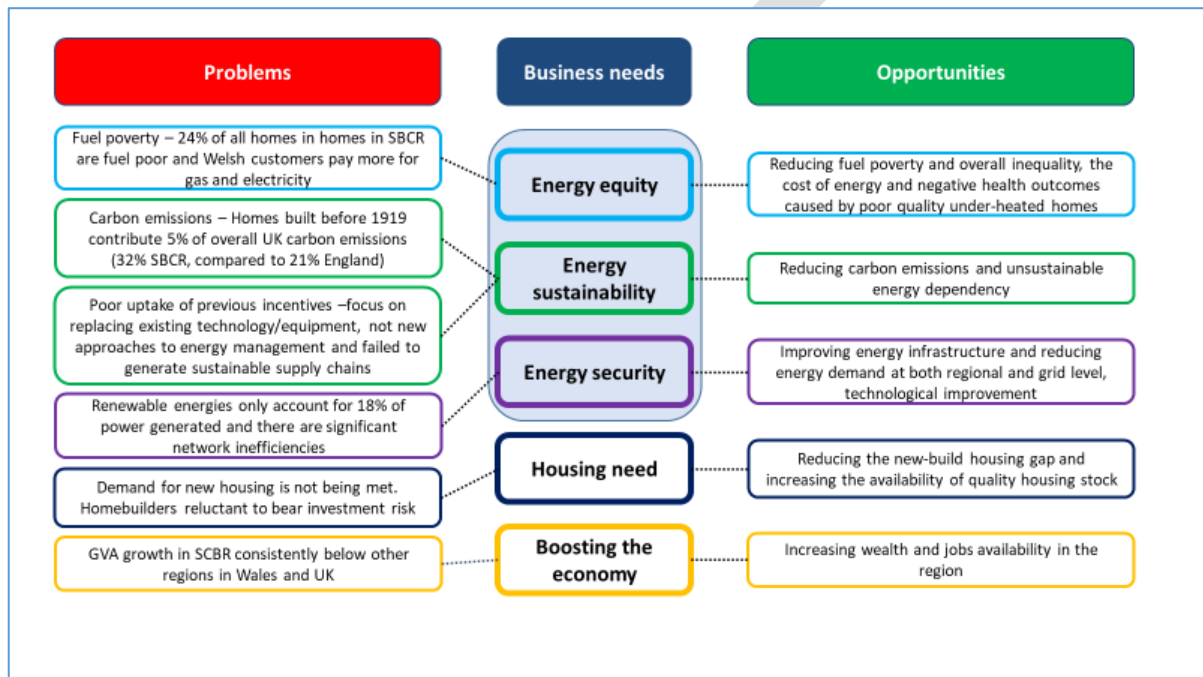 Problems
Business needs
Opportunities
Fuel poverty – 24% of all homes in homes in SBCR
are fuel poor and Welsh customers pay more for
gas and electricity
Energy equity
Reducing fuel poverty and overall inequality, the
cost of energy and negative health outcomes
caused by poor quality under-heated homes
Carbon emissions – Homes built before 1919
contribute 5% of overall UK carbon emissions
(32% SBCR, compared to 21% England)
Energy
sustainability
Reducing carbon emissions and unsustainable
energy dependency
Poor uptake of previous incentives –focus on
replacing existing technology/equipment, not new
approaches to energy management and failed to
generate sustainable supply chains
Renewable energies only account for 18% of
power generated and there are significant
network inefficiencies
Energy security
Improving energy infrastructure and reducing
energy demand at both regional and grid level,
technological improvement
Demand for new housing is not being met.
Homebuilders reluctant to bear investment risk
Housing need
Reducing the new-build housing gap and
increasing the availability of quality housing stock
GVA growth in SCBR consistently below other
regions in Wales and UK
Boosting the
economy
Increasing wealth and jobs availability in the
region